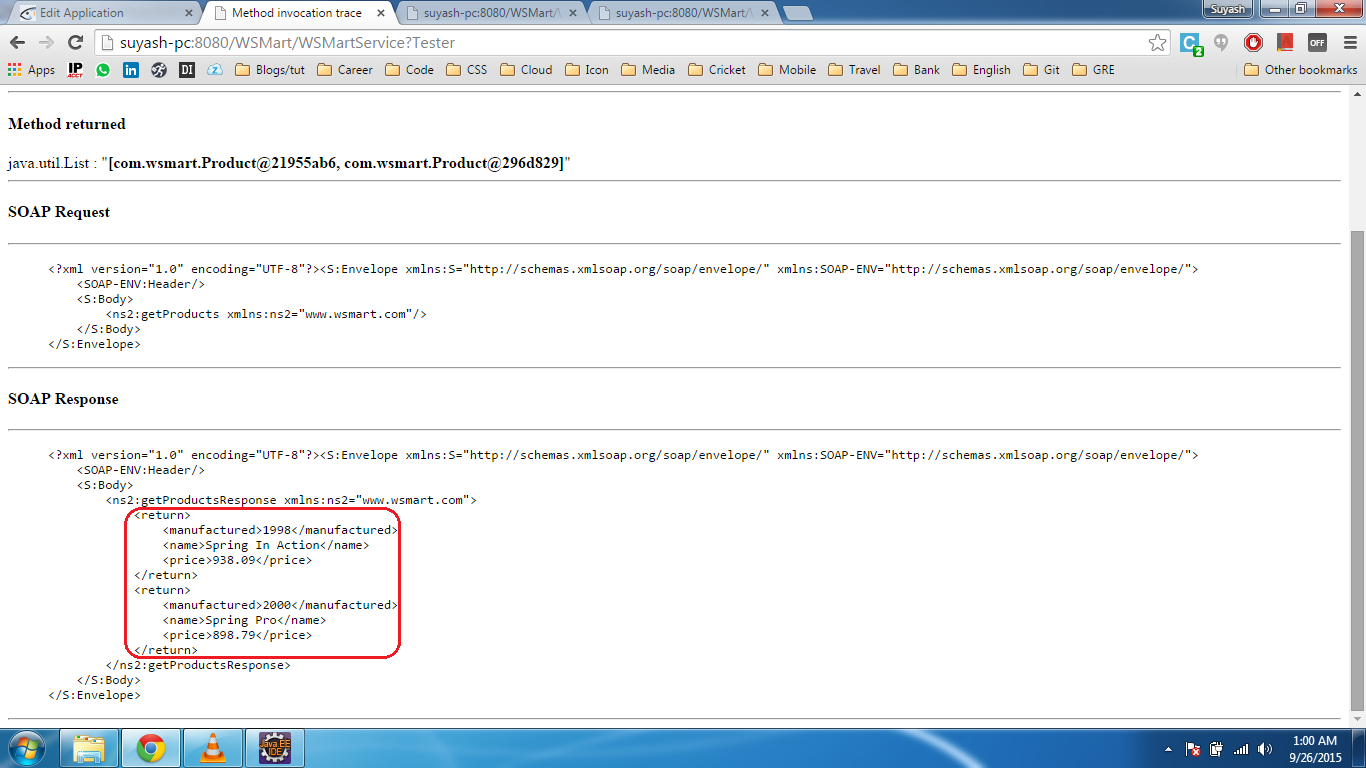 Edit Application
Method invocation trace
suyash-pc:8080/WSMart/
suyash-pc:8080/WSMart/
Suyash
suyash-pc:8080/WSMart/WSMartService?Tester
C 2
OFF
Apps
IP ACCT
in
DI
Blogs/tut
Career
Code
CSS
Cloud
Icon
Media
Cricket
Mobile
Travel
Bank
English
Git
GRE
Other bookmarks
Method returned
java.util.List : "[com.wsmart.Product@21955ab6, com.wsmart.Product@296d829]"
SOAP Request
<?xml version="1.0" encoding="UTF-8"?><S:Envelope xmlns:S="http://schemas.xmlsoap.org/soap/envelope/" xmlns:SOAP-ENV="http://schemas.xmlsoap.org/soap/envelope/">
<SOAP-ENV:Header/>
<S:Body>
<ns2:getProducts xmlns:ns2="www.wsmart.com"/>
</S:Body>
</S:Envelope>
SOAP Response
<?xml version="1.0" encoding="UTF-8"?><S:Envelope xmlns:S="http://schemas.xmlsoap.org/soap/envelope/" xmlns:SOAP-ENV="http://schemas.xmlsoap.org/soap/envelope/">
<SOAP-ENV:Header/>
<S:Body>
<ns2:getProductsResponse xmlns:ns2="www.wsmart.com">
<return>
<manufactured>1998</manufactured>
<name>Spring In Action</name>
<price>938.09</price>
</return>
<return>
<manufactured>2000</manufactured>
<name>Spring Pro</name>
<price>898.79</price>
</return>
</ns2:getProductsResponse>
</S:Body>
</S:Envelope>
Java EE
IDE
1:00 AM
9/26/2015